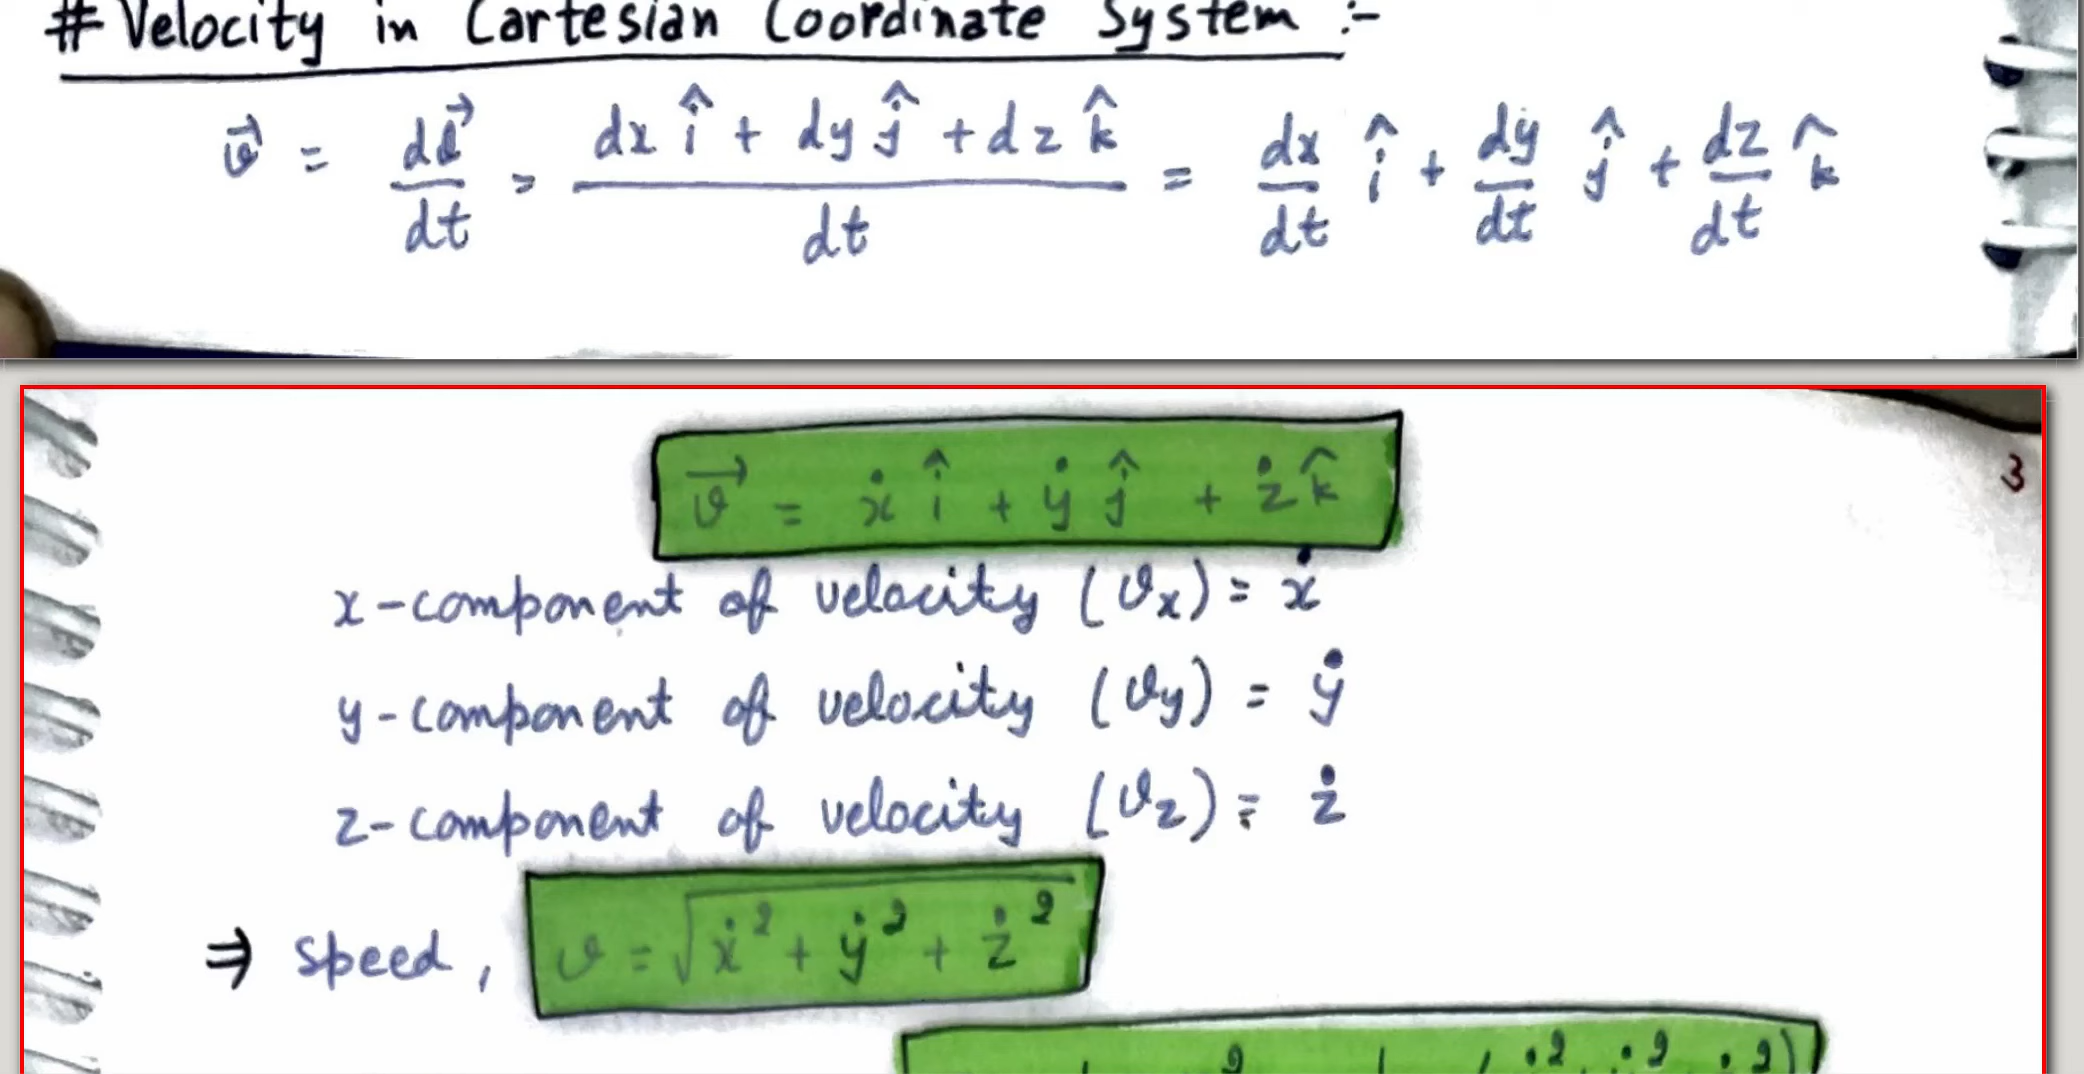 # Velocity in Cartesian Coordinate System :-
v⃗ = dl⃗/dt = (dx î + dy ĵ + dz k̂)/dt = dx/dt î + dy/dt ĵ + dz/dt k̂
3
v⃗ = ẋ î + ẏ ĵ + ż k̂
x-component of velocity (vx) = ẋ
y-component of velocity (vy) = ẏ
z-component of velocity (vz) = ż
⇒ speed, v = √(ẋ² + ẏ² + ż²)